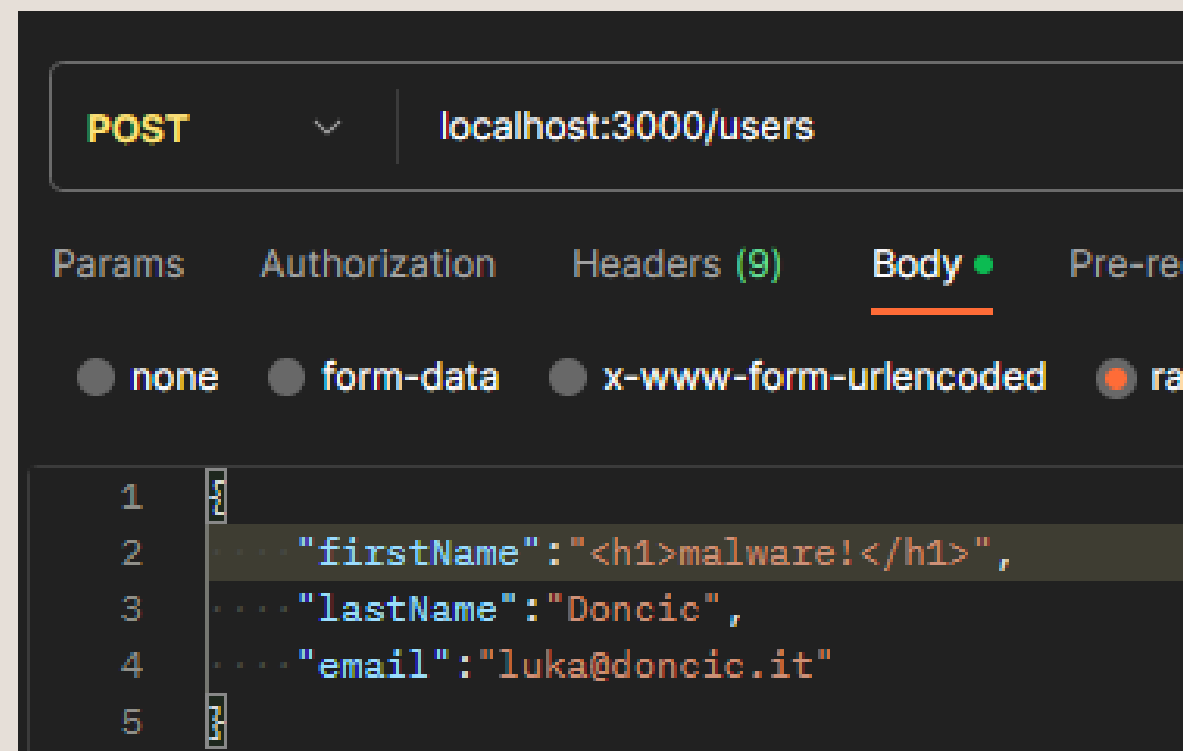 POST localhost:3000/users
Params Authorization Headers (9) Body
none form-data x-www-form-urlencoded
1 {
2 "firstName":"<h1>malware!</h1>",
3 "lastName":"Doncic",
4 "email":"luka@doncic.it"
5 }